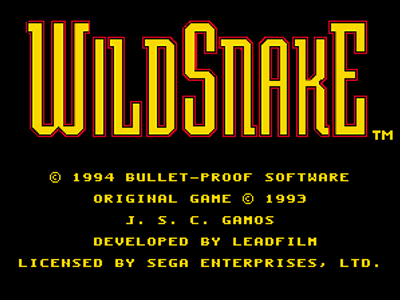 WILDSNAKE™
© 1994 BULLET-PROOF SOFTWARE
ORIGINAL GAME © 1993
J. S. C. GAMOS
DEVELOPED BY LEADFILM
LICENSED BY SEGA ENTERPRISES, LTD.